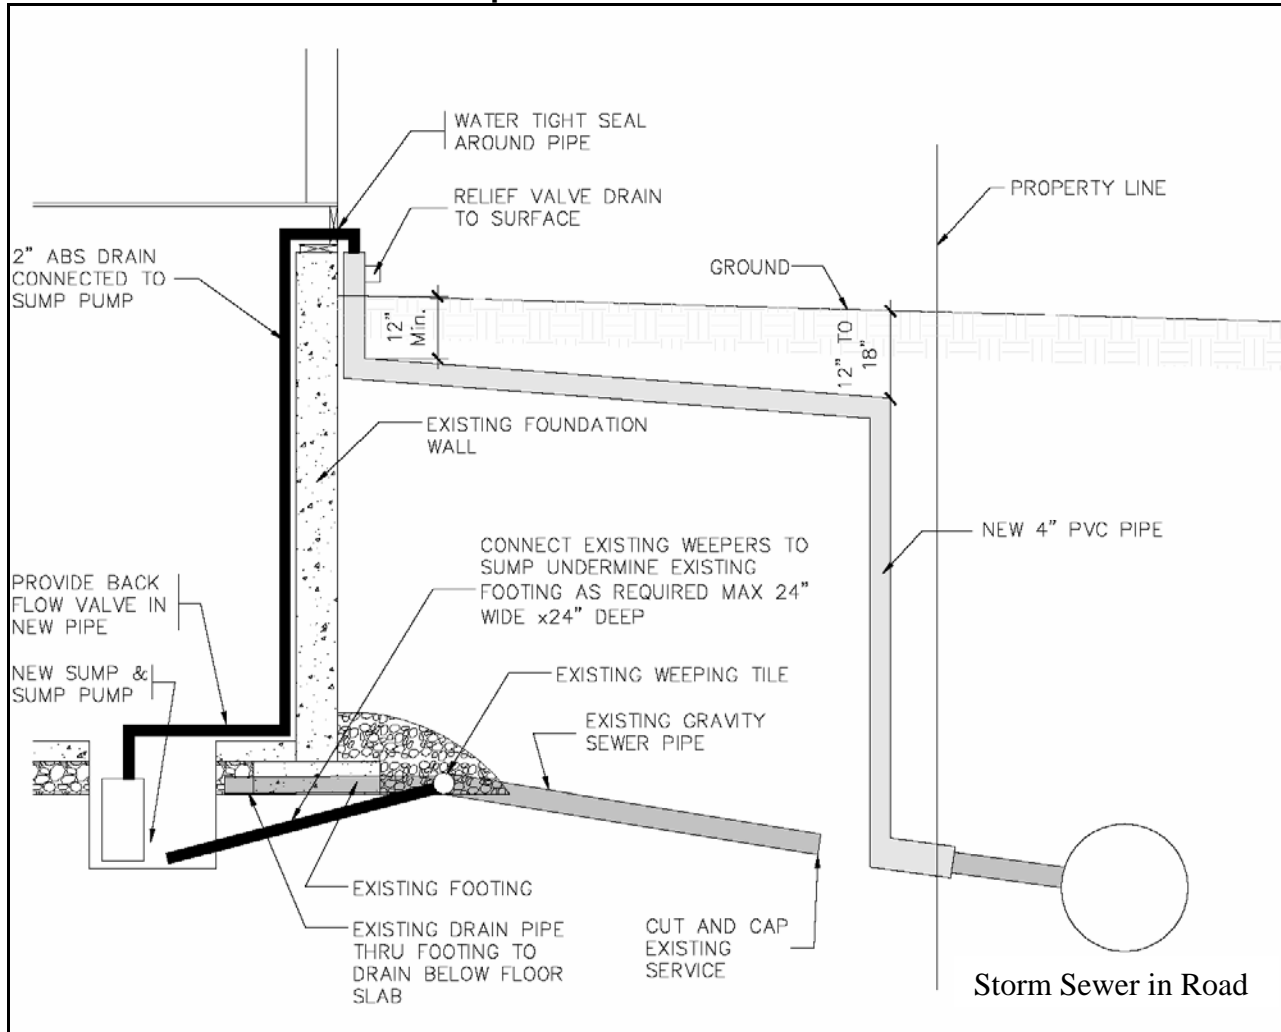 WATER TIGHT SEAL
AROUND PIPE
RELIEF VALVE DRAIN
TO SURFACE
PROPERTY LINE
2” ABS DRAIN
CONNECTED TO
SUMP PUMP
GROUND
12”
Min.
12” TO
18”
EXISTING FOUNDATION
WALL
NEW 4” PVC PIPE
CONNECT EXISTING WEEPERS TO
SUMP UNDERMINE EXISTING
FOOTING AS REQUIRED MAX 24”
WIDE x24” DEEP
PROVIDE BACK
FLOW VALVE IN
NEW PIPE
NEW SUMP &
SUMP PUMP
EXISTING WEEPING TILE
EXISTING GRAVITY
SEWER PIPE
EXISTING FOOTING
EXISTING DRAIN PIPE
THRU FOOTING TO
DRAIN BELOW FLOOR
SLAB
CUT AND CAP
EXISTING
SERVICE
Storm Sewer in Road